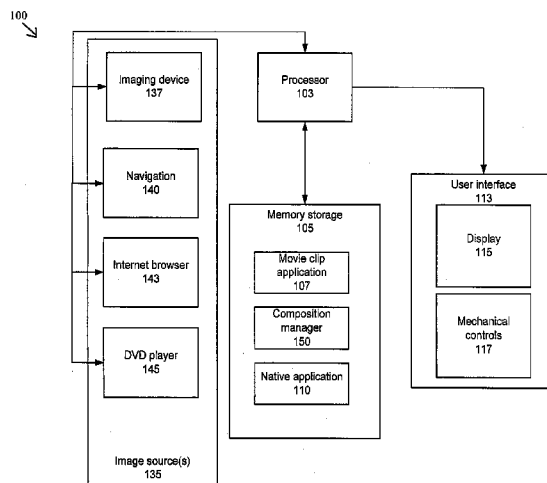 100
Imaging device
137
Navigation
140
Internet browser
143
DVD player
145
Image source(s)
135
Processor
103
Memory storage
105
Movie clip
application
107
Composition
manager
150
Native application
110
User interface
113
Display
115
Mechanical
controls
117